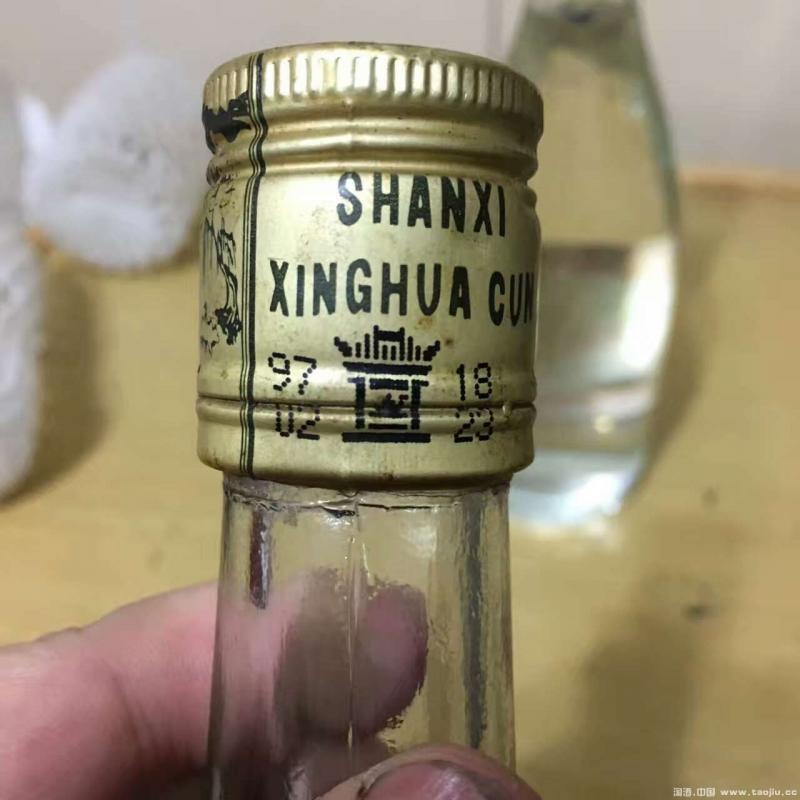 SHANXI
XINGHUA CUN
97 18
02 23
淘酒.中国 www.taojiu.cc